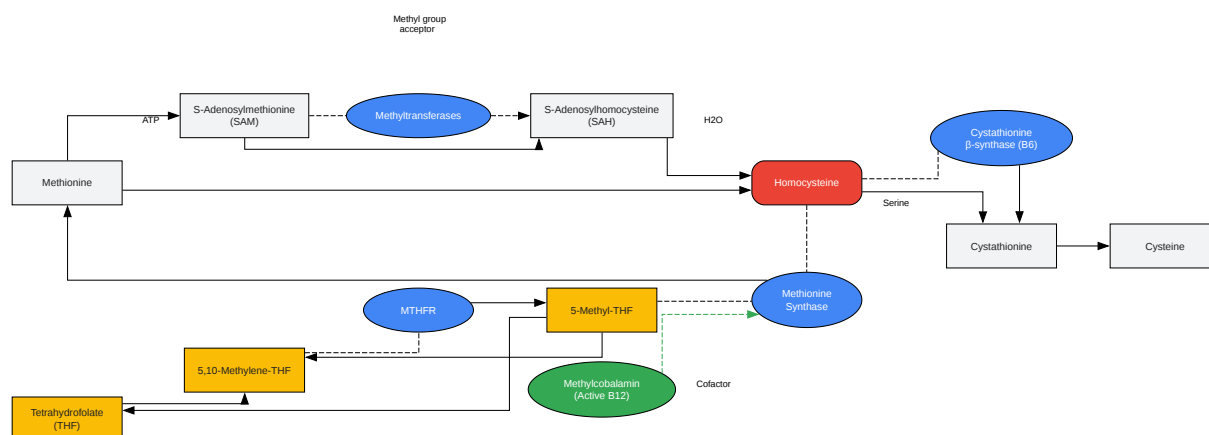 Methyl group
acceptor
S-Adenosylmethionine
(SAM)
Methyltransferases
S-Adenosylhomocysteine
(SAH)
ATP
H2O
Cystathionine
β-synthase (B6)
Methionine
Homocysteine
Serine
Cystathionine
Cysteine
MTHFR
5-Methyl-THF
Methionine
Synthase
5,10-Methylene-THF
Methylcobalamin
(Active B12)
Cofactor
Tetrahydrofolate
(THF)